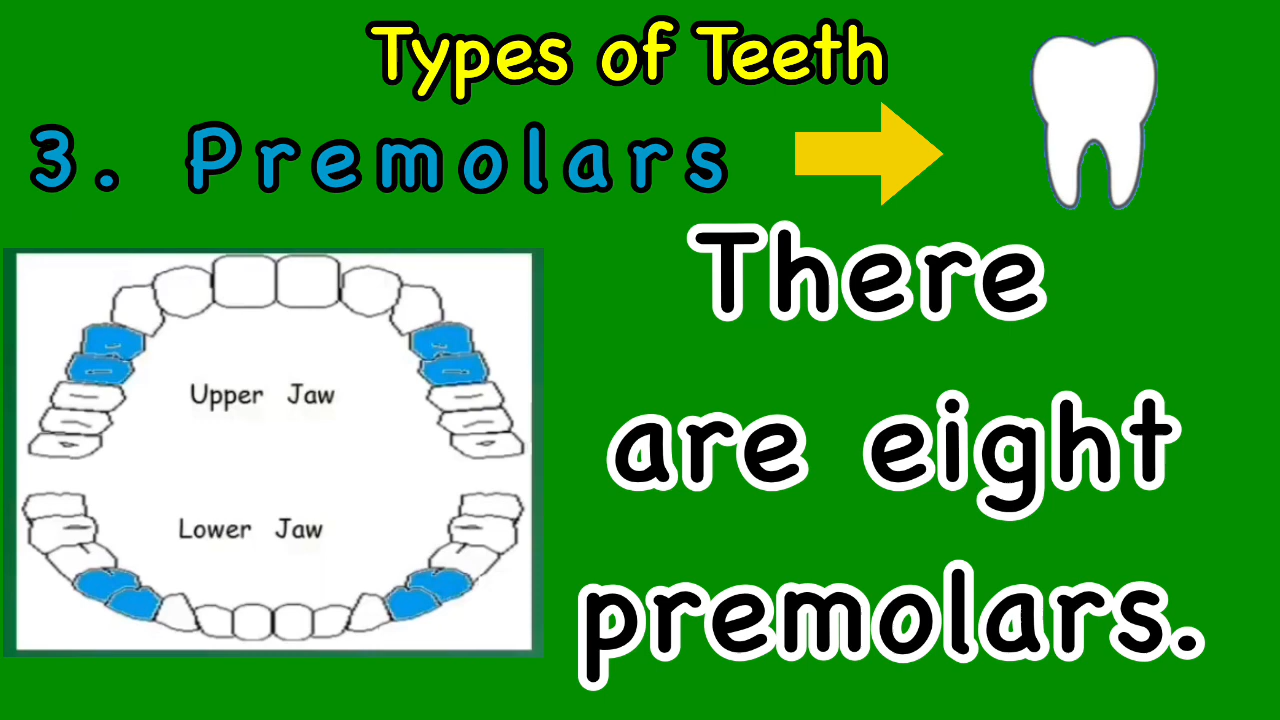 Types of Teeth
3. Premolars
There
are eight
premolars.
Upper Jaw
Lower Jaw